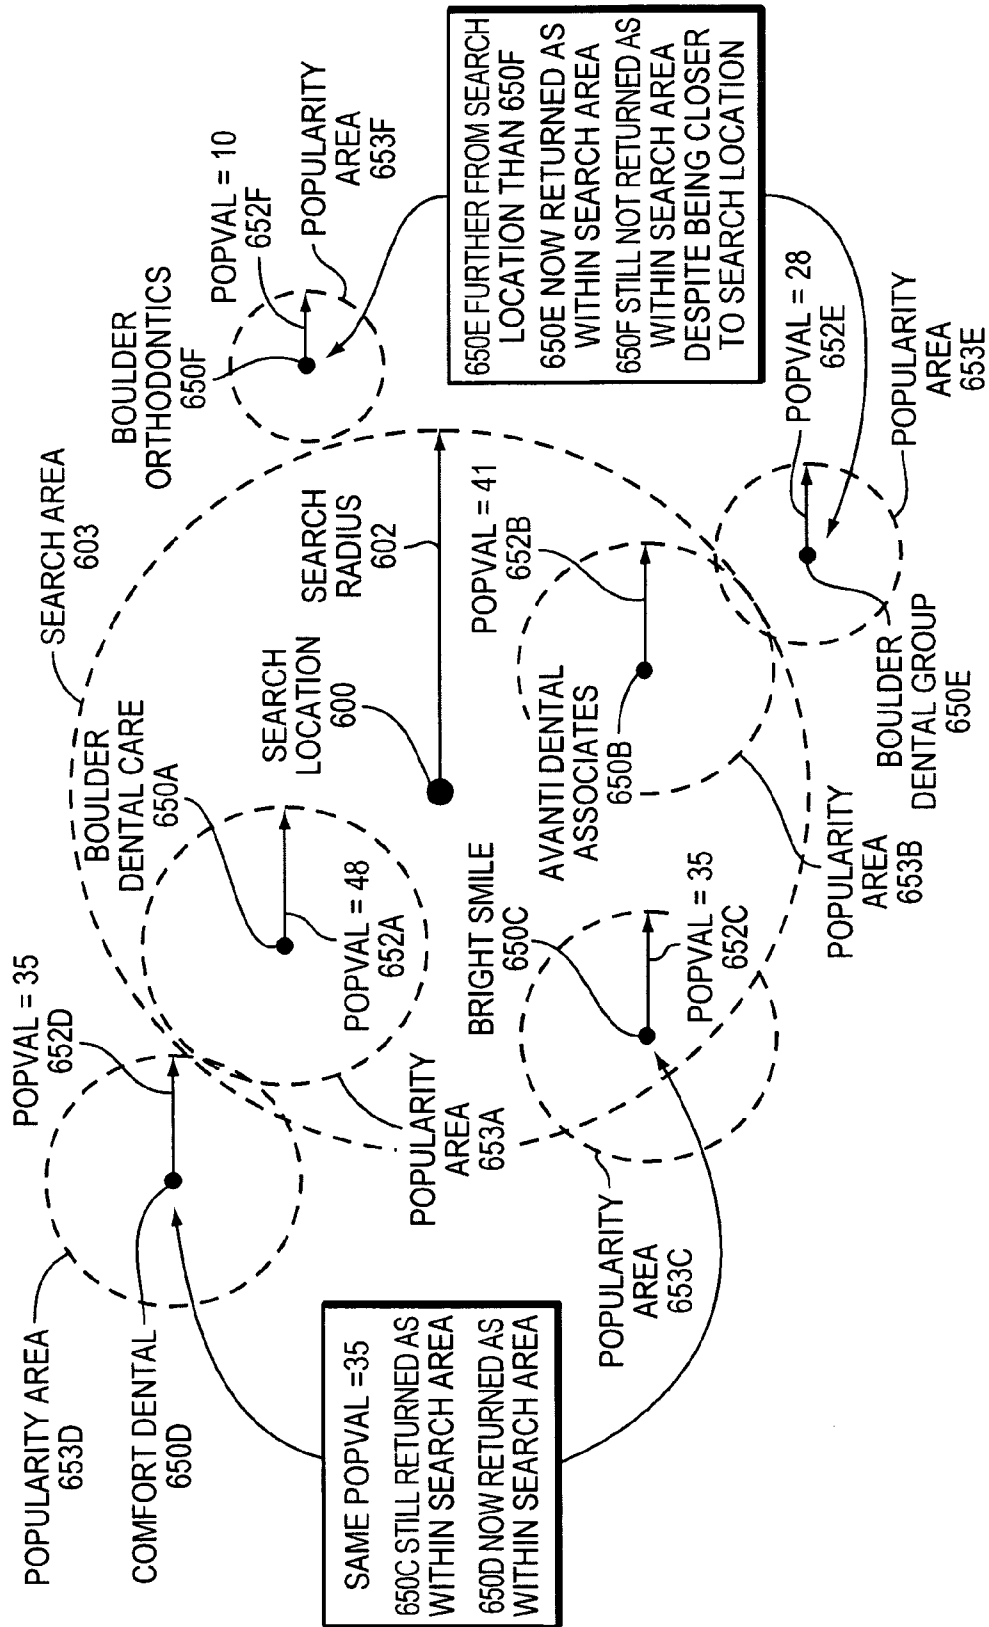 POPULARITY AREA
653D
COMFORT DENTAL
650D
POPVAL = 35
652D
SAME POPVAL =35
650C STILL RETURNED AS
WITHIN SEARCH AREA
650D NOW RETURNED AS
WITHIN SEARCH AREA
BOULDER
DENTAL CARE
650A
POPVAL = 48
652A
POPULARITY
AREA
653A
SEARCH AREA
603
SEARCH
LOCATION
600
SEARCH
RADIUS
602
BOULDER
ORTHODONTICS
650F
POPVAL = 10
652F
POPULARITY
AREA
653F
650E FURTHER FROM SEARCH
LOCATION THAN 650F
650E NOW RETURNED AS
WITHIN SEARCH AREA
650F STILL NOT RETURNED AS
WITHIN SEARCH AREA
DESPITE BEING CLOSER
TO SEARCH LOCATION
BRIGHT SMILE
650C
POPVAL = 35
652C
POPULARITY
AREA
653C
AVANTI DENTAL
ASSOCIATES
650B
POPVAL = 41
652B
POPULARITY
AREA
653B
BOULDER
DENTAL GROUP
650E
POPVAL = 28
652E
POPULARITY
AREA
653E